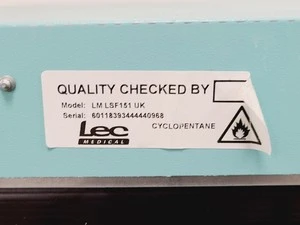 QUALITY CHECKED BY
Model: LM LSF151 UK
Serial: 60118393444440968
Lec
MEDICAL
CYCLOPENTANE